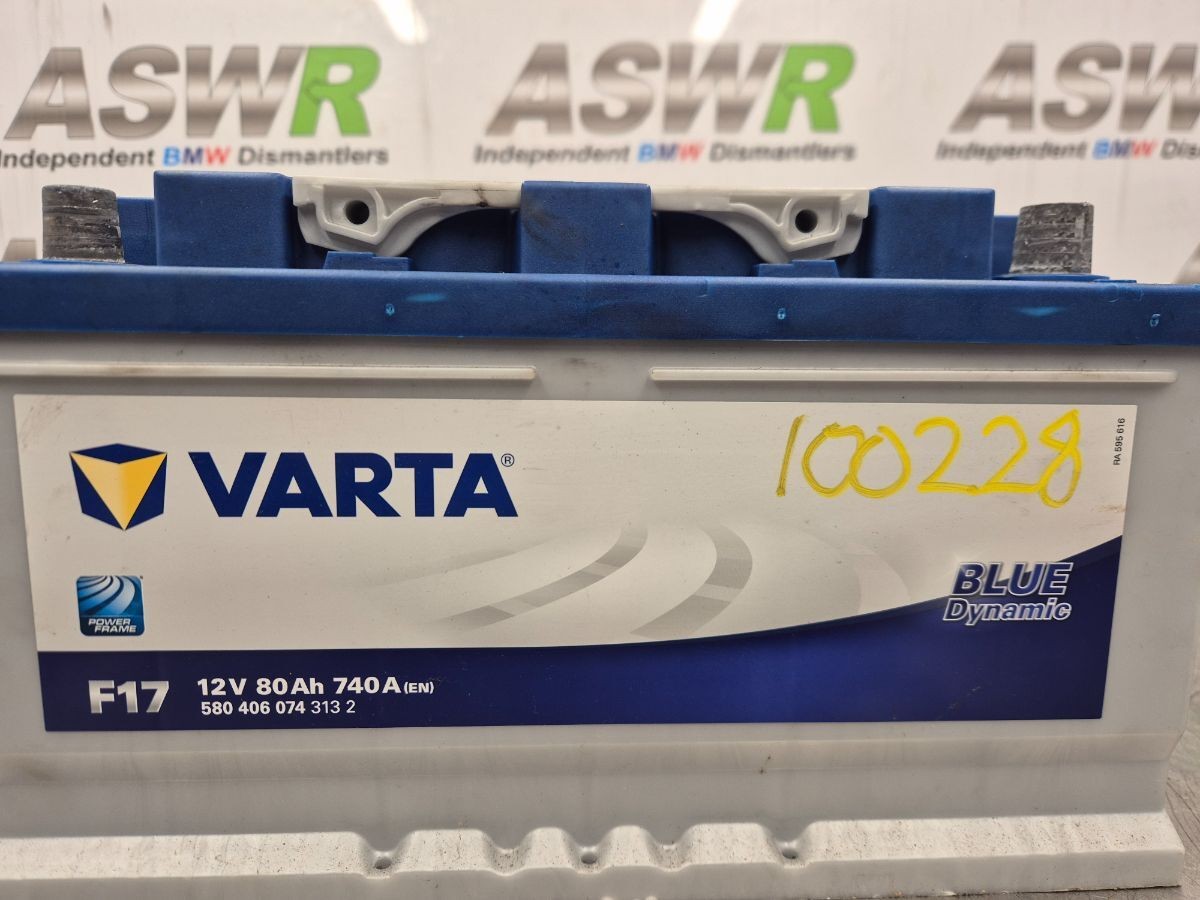 ASWR
Independent BMW Dismantlers
ASWR
Independent BMW Dismantlers
ASW
Independent BMW Dismantlers
VARTA®
100228
RA 595 616
POWER
FRAME®
BLUE
Dynamic
F17
12V 80Ah 740A (EN)
580 406 074 313 2